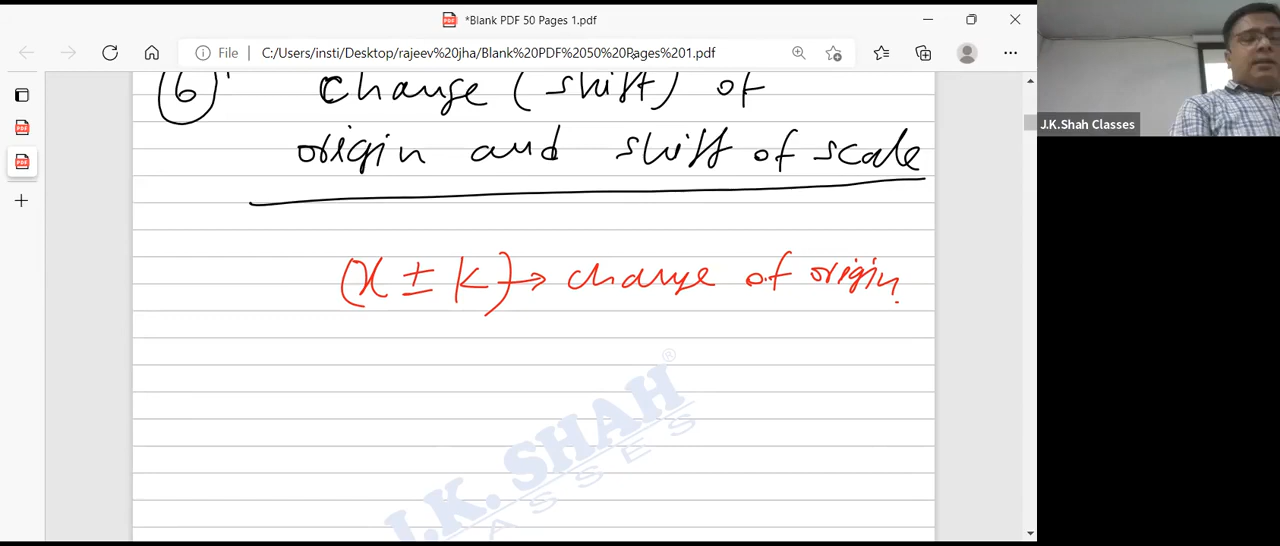 *Blank PDF 50 Pages 1.pdf
File C:/Users/insti/Desktop/rajeev%20jha/Blank%20PDF%2050%20Pages%201.pdf
J.K.Shah Classes
6 Change (shift) of
origin and shift of scale
(x ± k) → change of origin
J.K. SHAH ®
ASSES